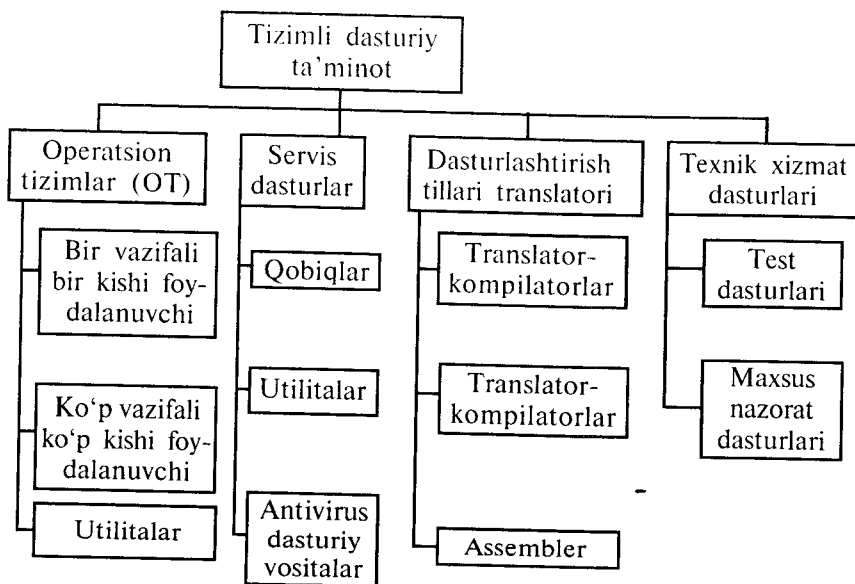 Tizimli dasturiy
ta’minot
Operatsion
tizimlar (OT)
Bir vazifali
bir kishi foy-
dalanuvchi
Ko‘p vazifali
ko‘p kishi foy-
dalanuvchi
Utilitalar
Servis
dasturlar
Qobiqlar
Utilitalar
Antivirus
dasturiy
vositalar
Dasturlashtirish
tillari translatori
Translator-
kompilatorlar
Translator-
kompilatorlar
Assembler
Texnik xizmat
dasturlari
Test
dasturlari
Maxsus
nazorat
dasturlari